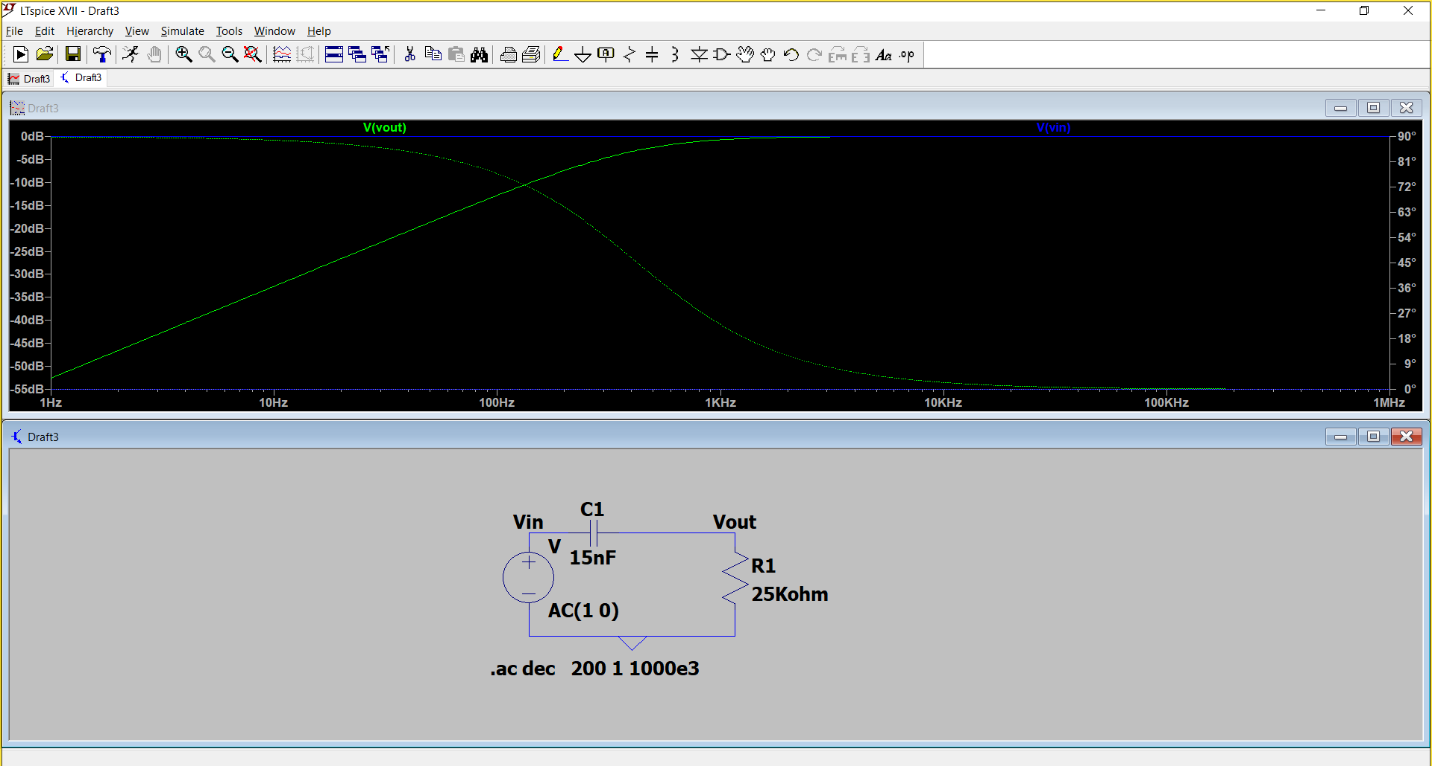 LTspice XVII - Draft3
File Edit Hierarchy View Simulate Tools Window Help
Aa .op
Draft3 Draft3
Draft3
V(vout) V(vin)
0dB 90°
-5dB 81°
-10dB 72°
-15dB 63°
-20dB 54°
-25dB 45°
-30dB 36°
-35dB 27°
-40dB 18°
-45dB 9°
-50dB 0°
-55dB
1Hz 10Hz 100Hz 1KHz 10KHz 100KHz 1MHz
Draft3
C1
Vin Vout
V
15nF
R1
25Kohm
AC(1 0)
.ac dec 200 1 1000e3